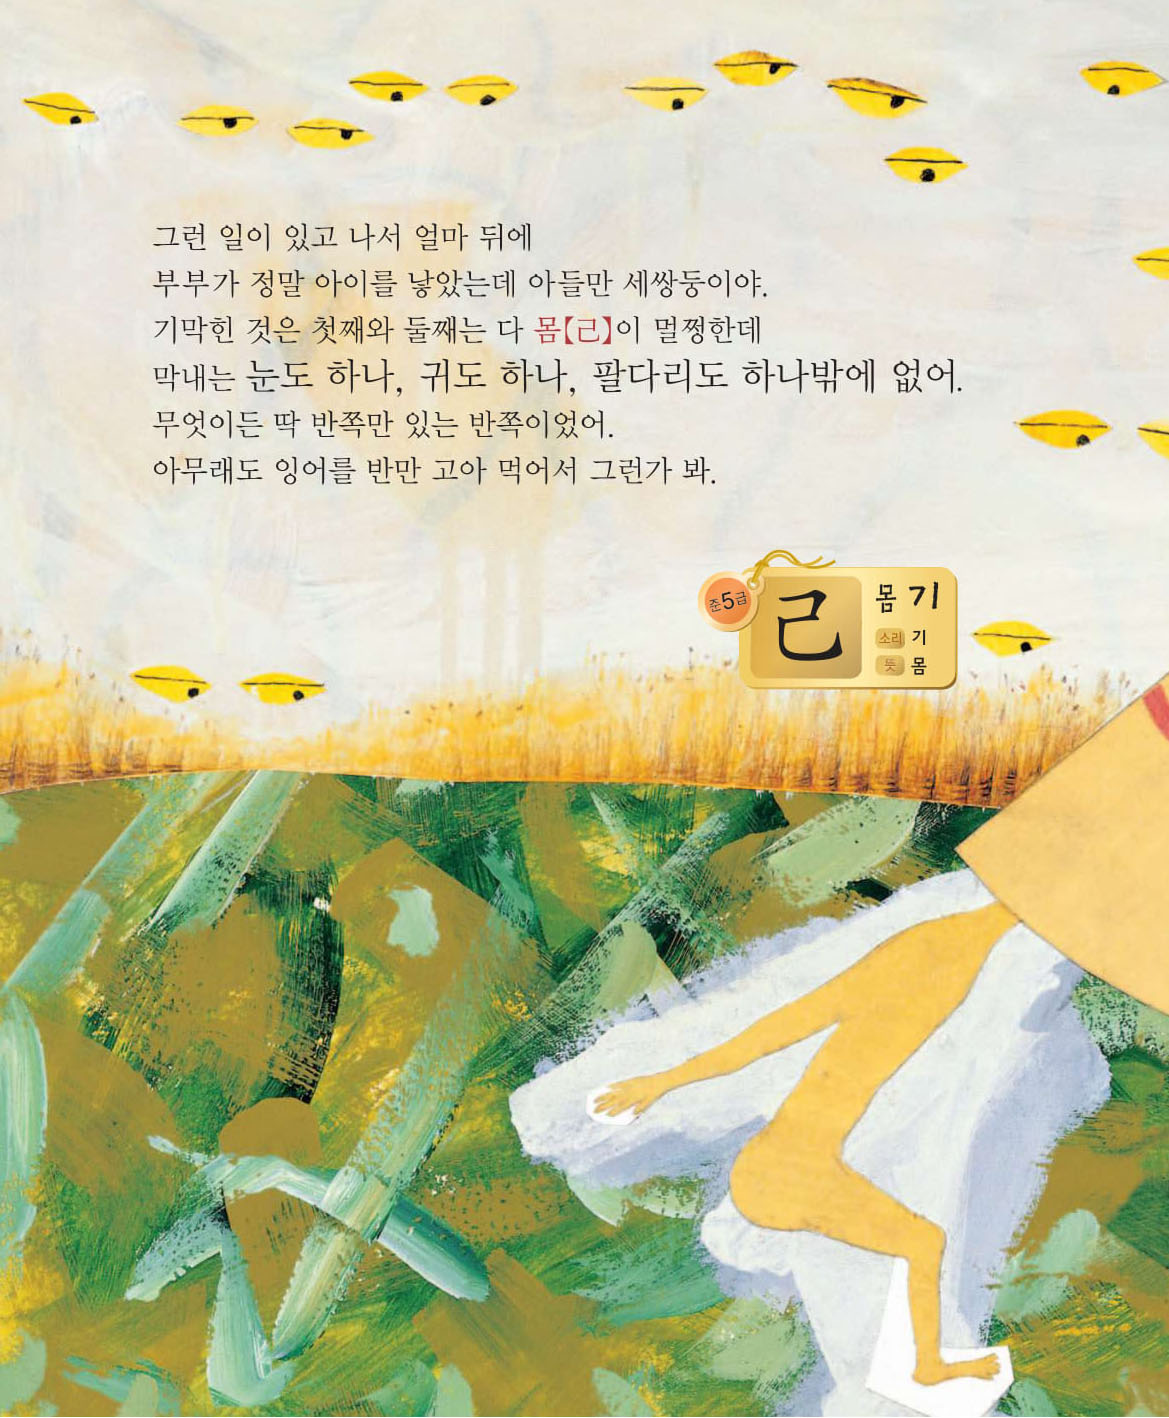 그런 일이 있고 나서 얼마 뒤에
부부가 정말 아이를 낳았는데 아들만 세쌍둥이야.
기막힌 것은 첫째와 둘째는 다 몸【己】이 멀쩡한데
막내는 눈도 하나, 귀도 하나, 팔다리도 하나밖에 없어.
무엇이든 딱 반쪽만 있는 반쪽이었어.
아무래도 잉어를 반만 고아 먹어서 그런가 봐.
준5급
己
몸 기
소리 기
뜻 몸